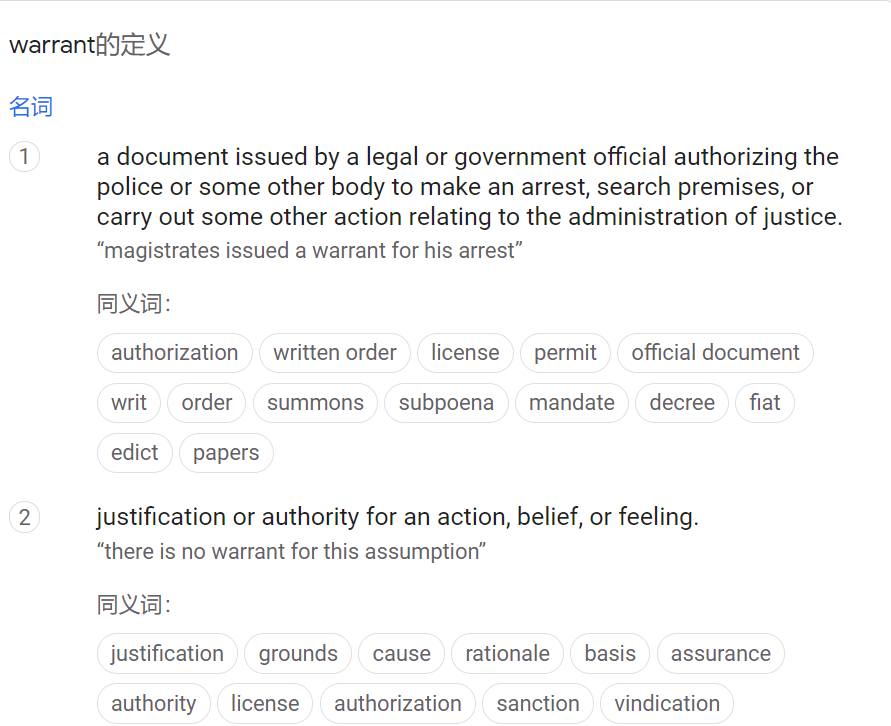 warrant的定义
名词
1 a document issued by a legal or government official authorizing the
police or some other body to make an arrest, search premises, or
carry out some other action relating to the administration of justice.
“magistrates issued a warrant for his arrest”
同义词：
authorization written order license permit official document
writ order summons subpoena mandate decree fiat
edict papers
2 justification or authority for an action, belief, or feeling.
“there is no warrant for this assumption”
同义词：
justification grounds cause rationale basis assurance
authority license authorization sanction vindication